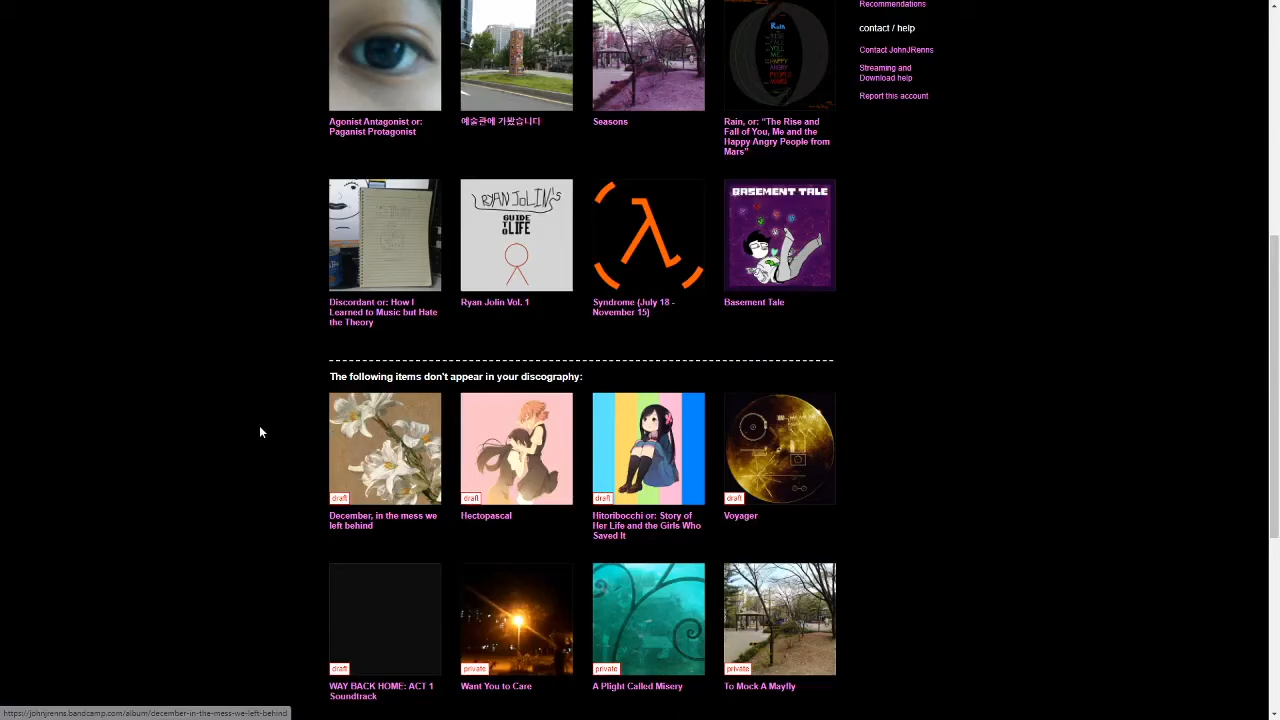 Recommendations
contact / help
Contact JohnJRenns
Streaming and
Download help
Report this account
Rain
Agonist Antagonist or:
Paganist Protagonist
예술관에 가봤습니다
Seasons
Rain, or: “The Rise and
Fall of You, Me and the
Happy Angry People from
Mars”
RYAN JOLIN'S
GUIDE
TO LIFE
BASEMENT TALE
Discordant or: How I
Learned to Music but Hate
the Theory
Ryan Jolin Vol. 1
Syndrome (July 18 -
November 15)
Basement Tale
The following items don't appear in your discography:
draft
draft
draft
draft
December, in the mess we
left behind
Hectopascal
Hitoribocchi or: Story of
Her Life and the Girls Who
Saved It
Voyager
draft
private
private
private
WAY BACK HOME: ACT 1
Soundtrack
Want You to Care
A Plight Called Misery
To Mock A Mayfly
https://johnjrenns.bandcamp.com/album/december-in-the-mess-we-left-behind